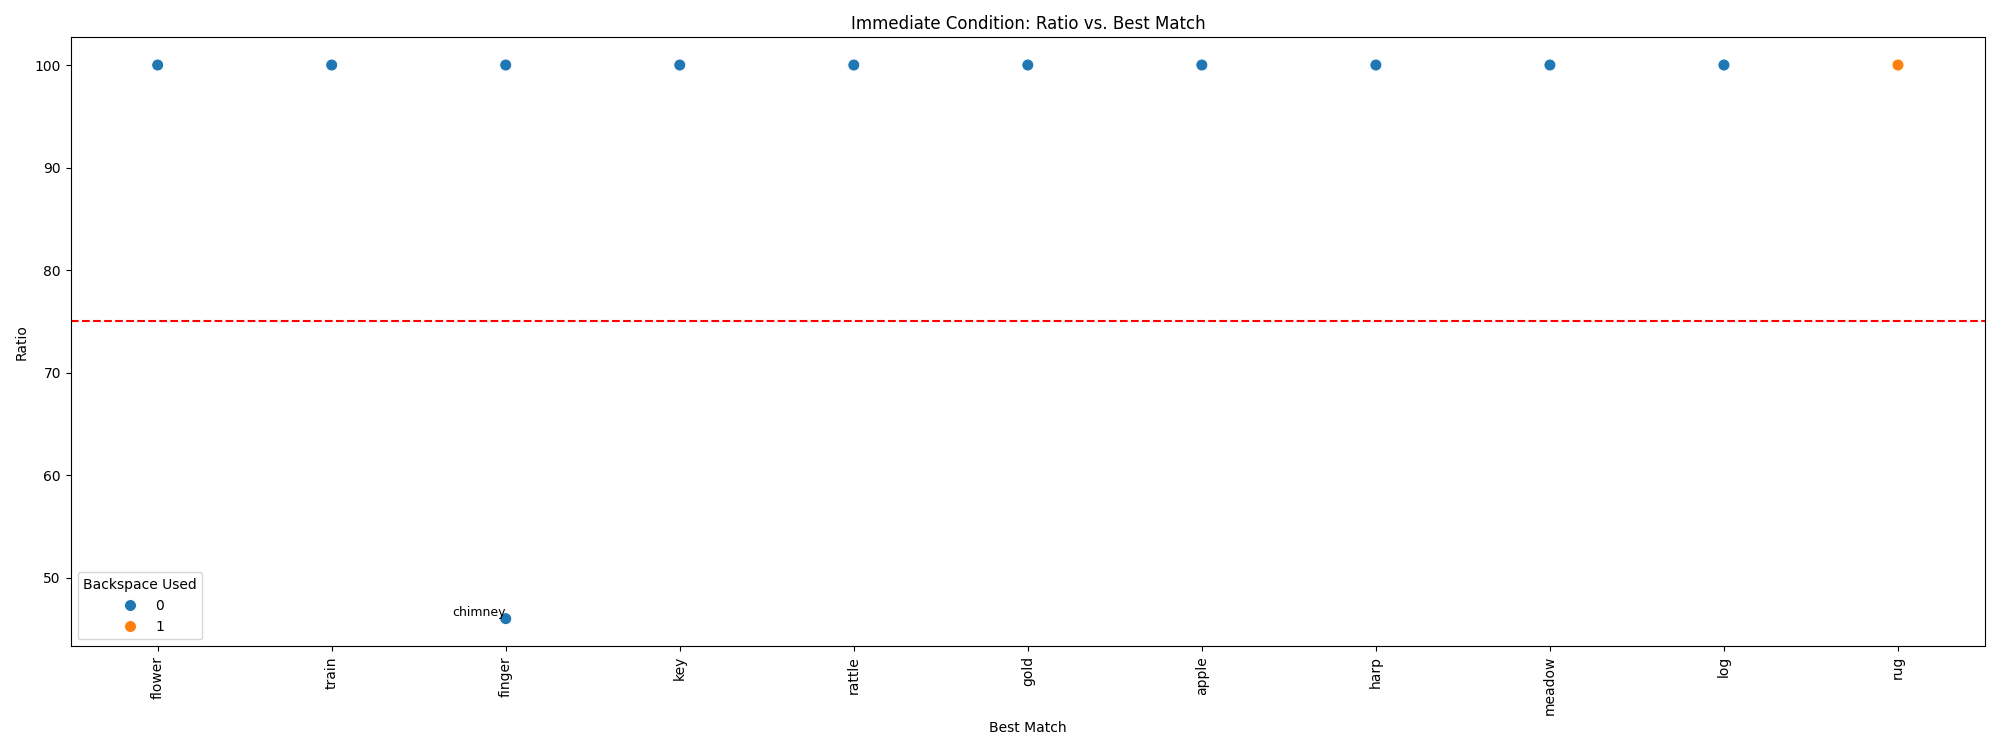 Immediate Condition: Ratio vs. Best Match
100
90
80
70
60
50
Ratio
chimney
Backspace Used
0
1
flower
train
finger
key
rattle
gold
apple
harp
meadow
log
rug
Best Match